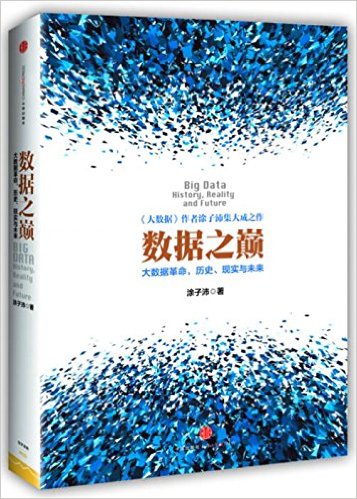 Big Data
History, Reality
and Future
《大数据》作者涂子沛集大成之作
数据之巅
大数据革命，历史、现实与未来
涂子沛◎著
数据之巅
大数据革命，历史、现实与未来
BIG
DATA
History,
Reality
and
Future
涂子沛◎著